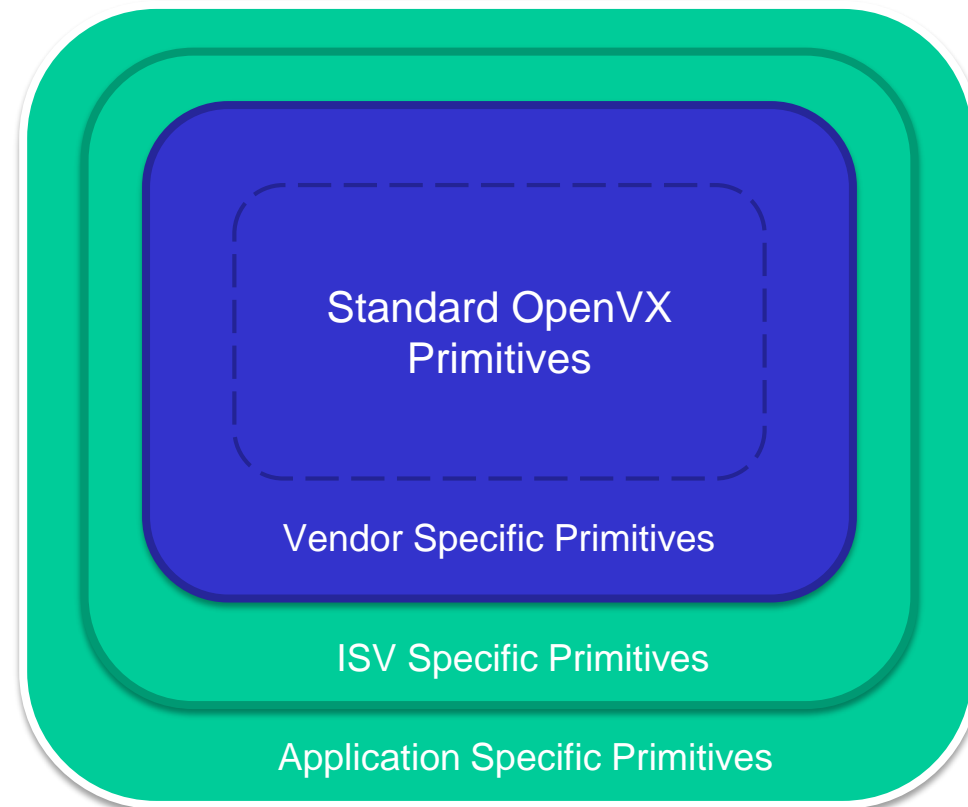 Standard OpenVX
Primitives
Vendor Specific Primitives
ISV Specific Primitives
Application Specific Primitives